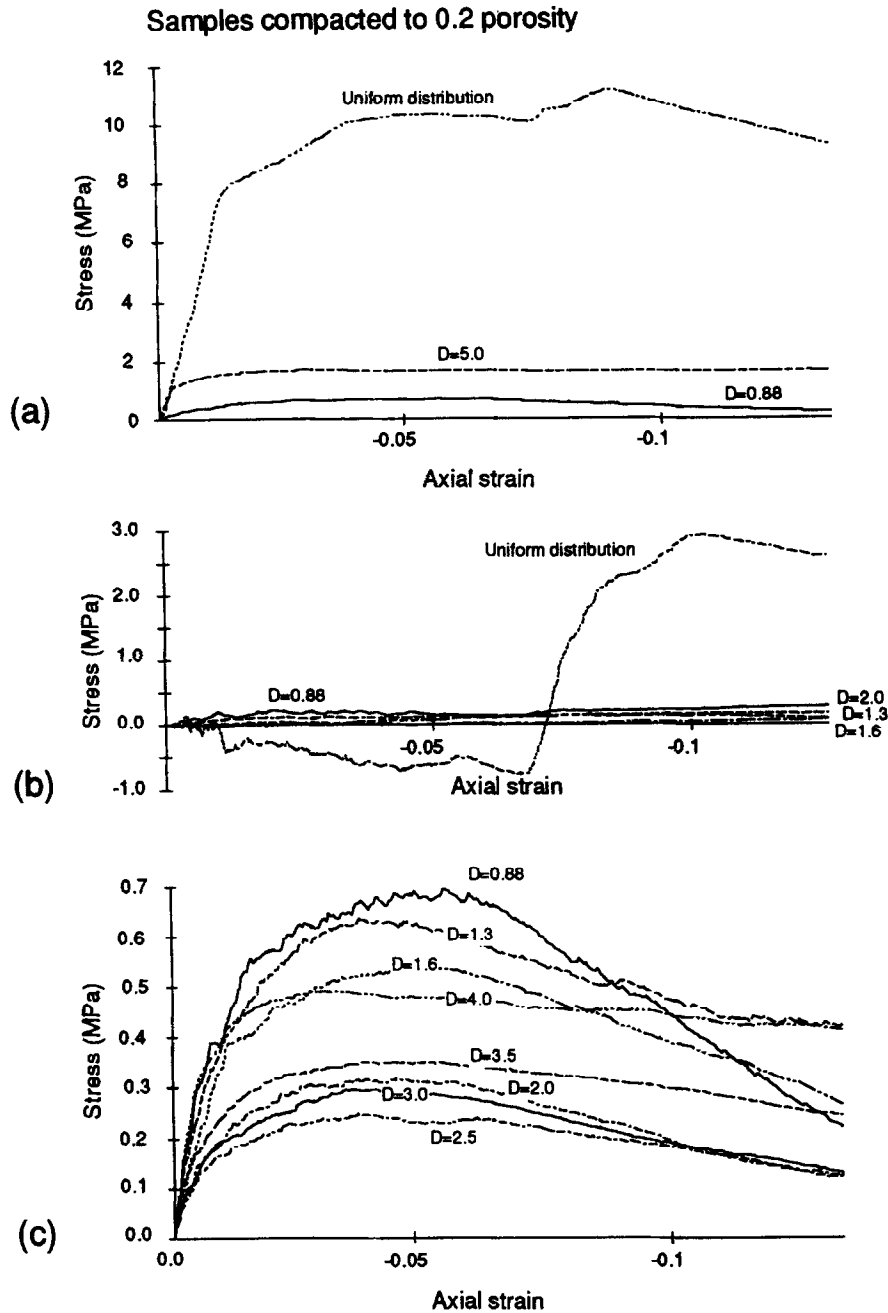 Samples compacted to 0.2 porosity
12
10
8
6
4
2
0
Stress (MPa)
Uniform distribution
D=5.0
D=0.88
(a)
-0.05
-0.1
Axial strain
3.0
2.0
1.0
0.0
-1.0
Stress (MPa)
Uniform distribution
D=0.88
D=2.0
D=1.3
D=1.6
-0.05
-0.1
(b)
Axial strain
0.7
0.6
0.5
0.4
0.3
0.2
0.1
0.0
Stress (MPa)
D=0.88
D=1.3
D=1.6
D=4.0
D=3.5
D=3.0
D=2.0
D=2.5
(c)
0.0
-0.05
-0.1
Axial strain